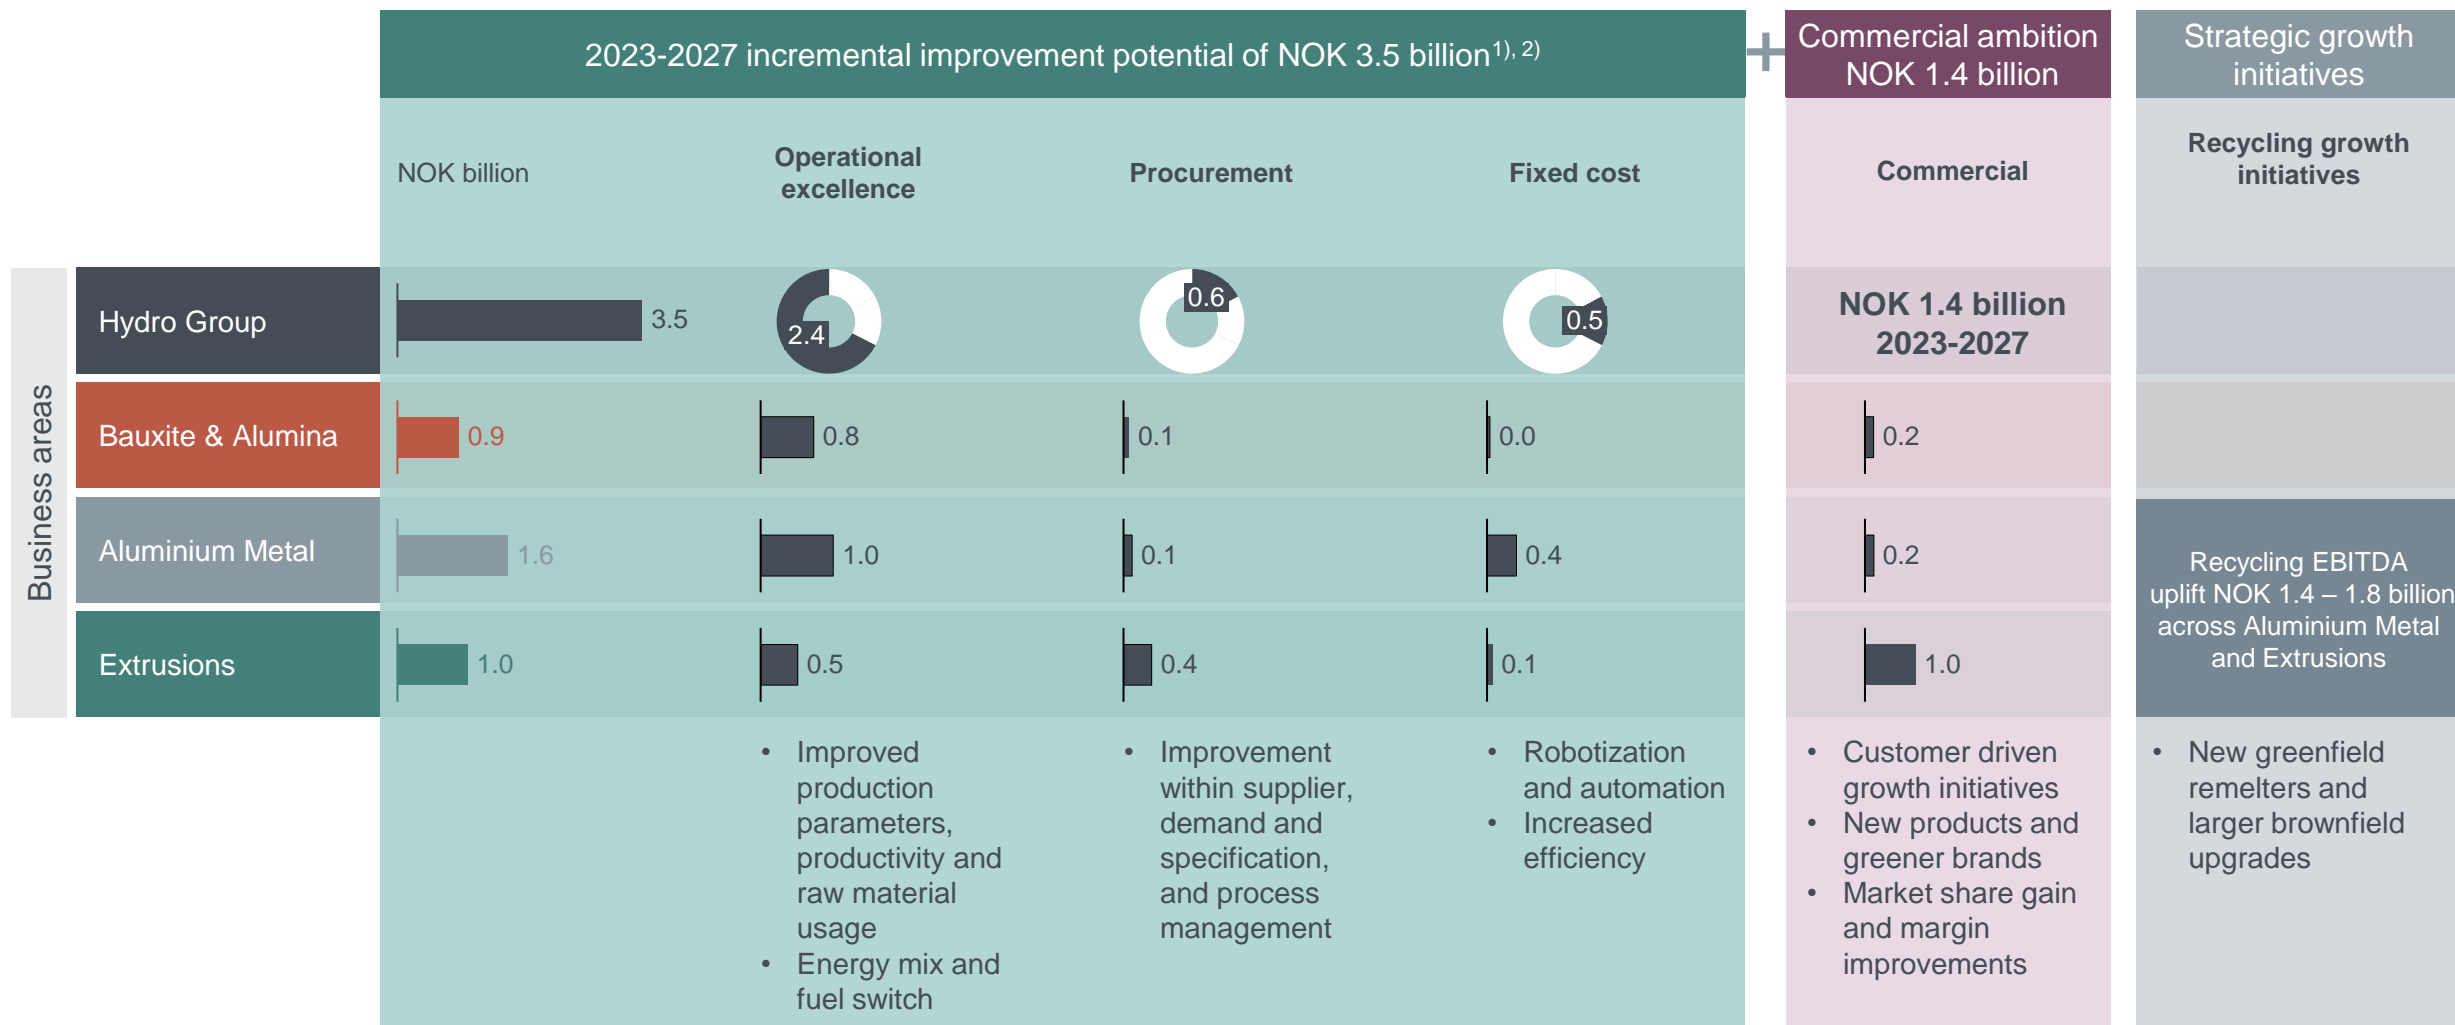 2023-2027 incremental improvement potential of NOK 3.5 billion1), 2)
+
Commercial ambition
NOK 1.4 billion
Strategic growth
initiatives
NOK billion
Operational
excellence
Procurement
Fixed cost
Commercial
Recycling growth
initiatives
Business areas
Hydro Group
3.5
2.4
0.6
0.5
NOK 1.4 billion
2023-2027
Bauxite & Alumina
0.9
0.8
0.1
0.0
0.2
Aluminium Metal
1.6
1.0
0.1
0.4
0.2
Extrusions
1.0
0.5
0.4
0.1
1.0
Recycling EBITDA
uplift NOK 1.4 – 1.8 billion
across Aluminium Metal
and Extrusions
• Improved
production
parameters,
productivity and
raw material
usage
• Energy mix and
fuel switch
• Improvement
within supplier,
demand and
specification,
and process
management
• Robotization
and automation
• Increased
efficiency
• Customer driven
growth initiatives
• New products and
greener brands
• Market share gain
and margin
improvements
• New greenfield
remelters and
larger brownfield
upgrades